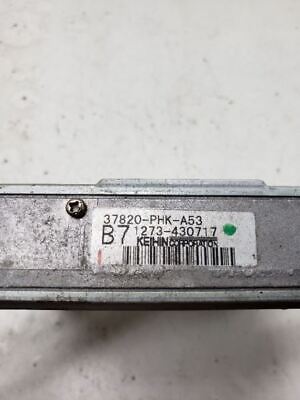 37820-PHK-A53
B7 1273-430717
KEIHIN CORPORATION